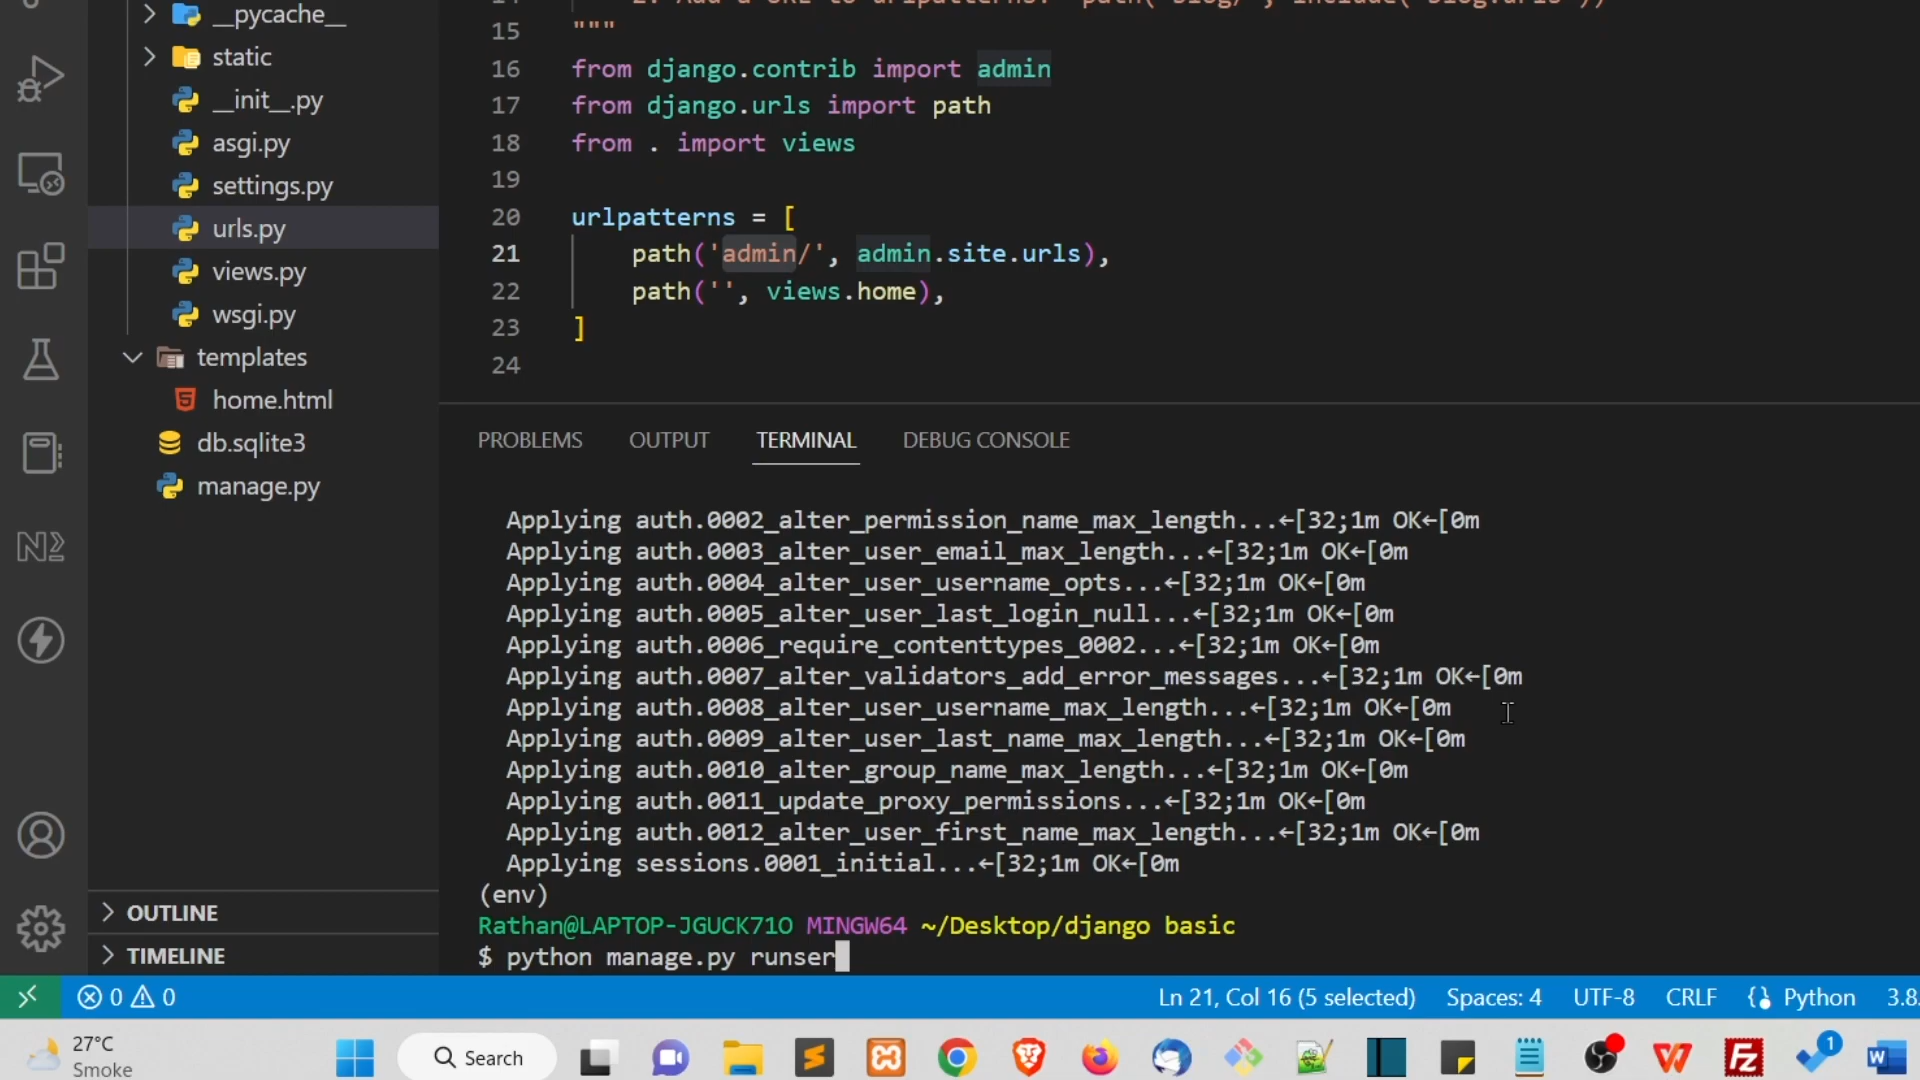 __pycache__
static
__init__.py
asgi.py
settings.py
urls.py
views.py
wsgi.py
templates
home.html
db.sqlite3
manage.py
OUTLINE
TIMELINE
15 """
16 from django.contrib import admin
17 from django.urls import path
18 from . import views
19
20 urlpatterns = [
21 path('admin/', admin.site.urls),
22 path('', views.home),
23 ]
24
PROBLEMS OUTPUT TERMINAL DEBUG CONSOLE
Applying auth.0002_alter_permission_name_max_length...←[32;1m OK←[0m
Applying auth.0003_alter_user_email_max_length...←[32;1m OK←[0m
Applying auth.0004_alter_user_username_opts...←[32;1m OK←[0m
Applying auth.0005_alter_user_last_login_null...←[32;1m OK←[0m
Applying auth.0006_require_contenttypes_0002...←[32;1m OK←[0m
Applying auth.0007_alter_validators_add_error_messages...←[32;1m OK←[0m
Applying auth.0008_alter_user_username_max_length...←[32;1m OK←[0m
Applying auth.0009_alter_user_last_name_max_length...←[32;1m OK←[0m
Applying auth.0010_alter_group_name_max_length...←[32;1m OK←[0m
Applying auth.0011_update_proxy_permissions...←[32;1m OK←[0m
Applying auth.0012_alter_user_first_name_max_length...←[32;1m OK←[0m
Applying sessions.0001_initial...←[32;1m OK←[0m
(env)
Rathan@LAPTOP-JGUCK71O MINGW64 ~/Desktop/django basic
$ python manage.py runser
0 0 Ln 21, Col 16 (5 selected) Spaces: 4 UTF-8 CRLF Python 3.8.
27°C
Smoke
Search
1